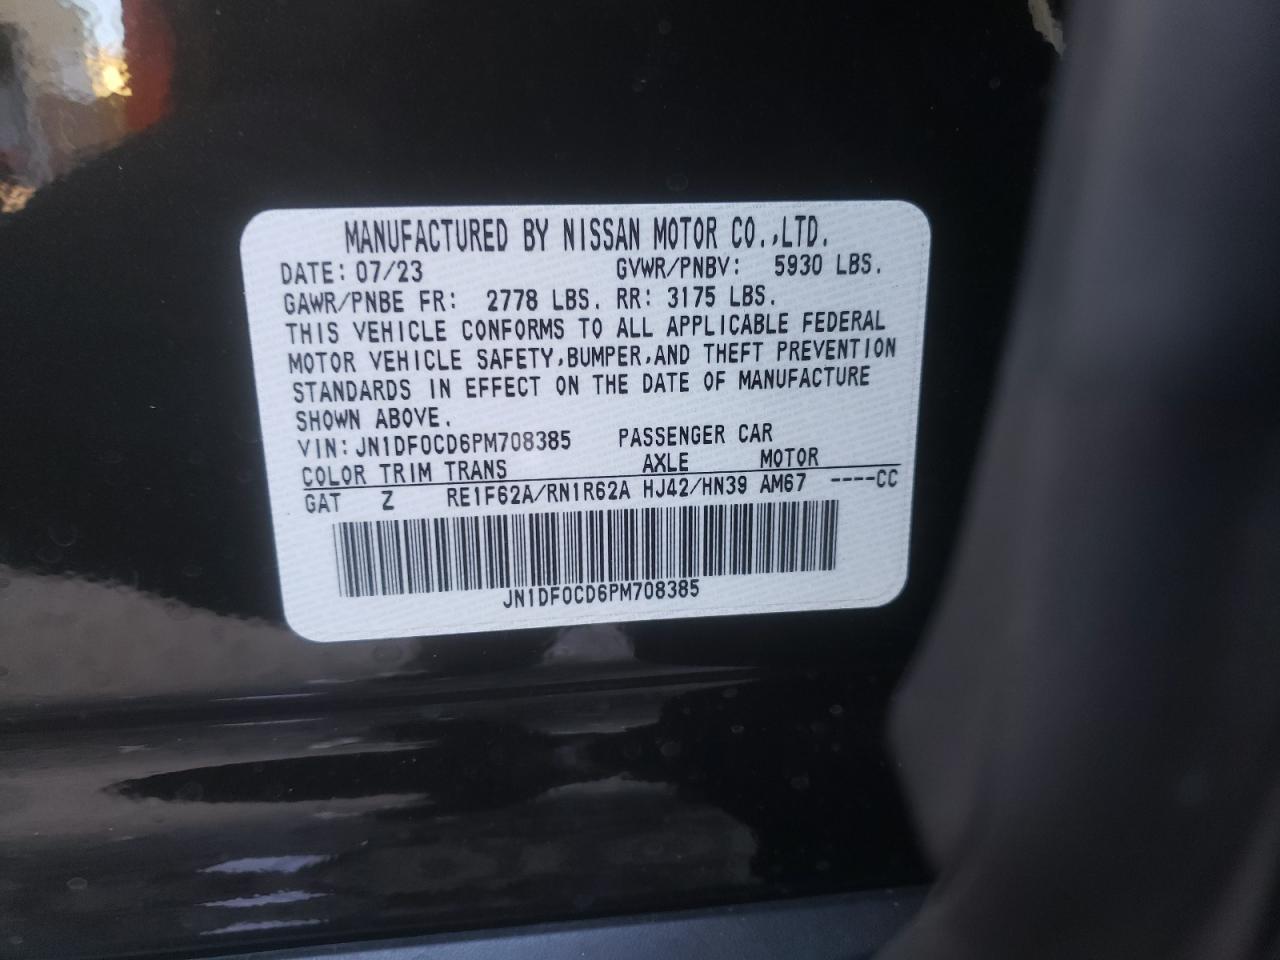 MANUFACTURED BY NISSAN MOTOR CO.,LTD.
DATE: 07/23 GVWR/PNBV: 5930 LBS.
GAWR/PNBE FR: 2778 LBS. RR: 3175 LBS.
THIS VEHICLE CONFORMS TO ALL APPLICABLE FEDERAL
MOTOR VEHICLE SAFETY,BUMPER,AND THEFT PREVENTION
STANDARDS IN EFFECT ON THE DATE OF MANUFACTURE
SHOWN ABOVE.
VIN: JN1DF0CD6PM708385 PASSENGER CAR
COLOR TRIM TRANS AXLE MOTOR
GAT Z RE1F62A/RN1R62A HJ42/HN39 AM67 ----CC
JN1DF0CD6PM708385